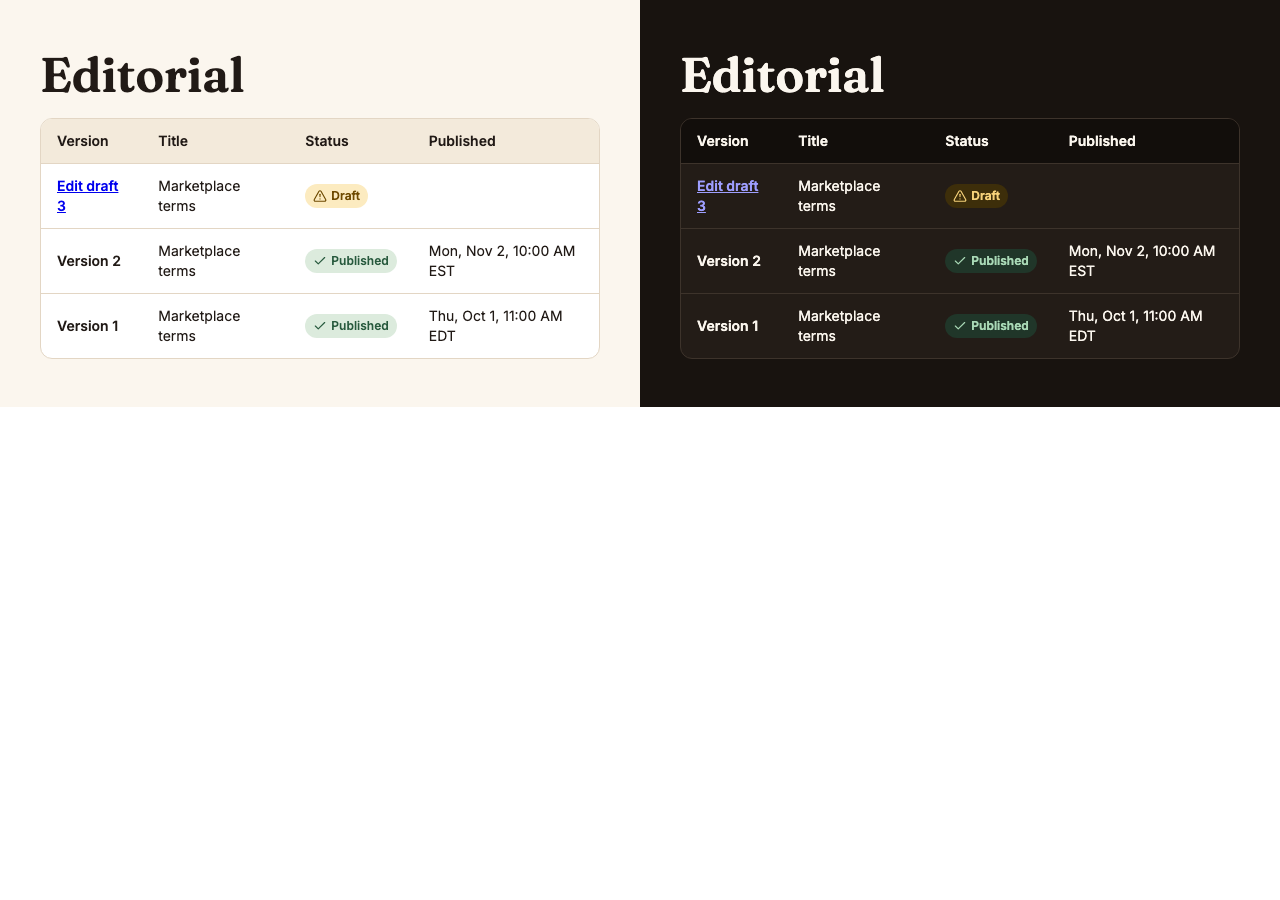 Editorial
Version Title Status Published
Edit draft 3 Marketplace terms Draft
Version 2 Marketplace terms Published Mon, Nov 2, 10:00 AM EST
Version 1 Marketplace terms Published Thu, Oct 1, 11:00 AM EDT
Editorial
Version Title Status Published
Edit draft 3 Marketplace terms Draft
Version 2 Marketplace terms Published Mon, Nov 2, 10:00 AM EST
Version 1 Marketplace terms Published Thu, Oct 1, 11:00 AM EDT